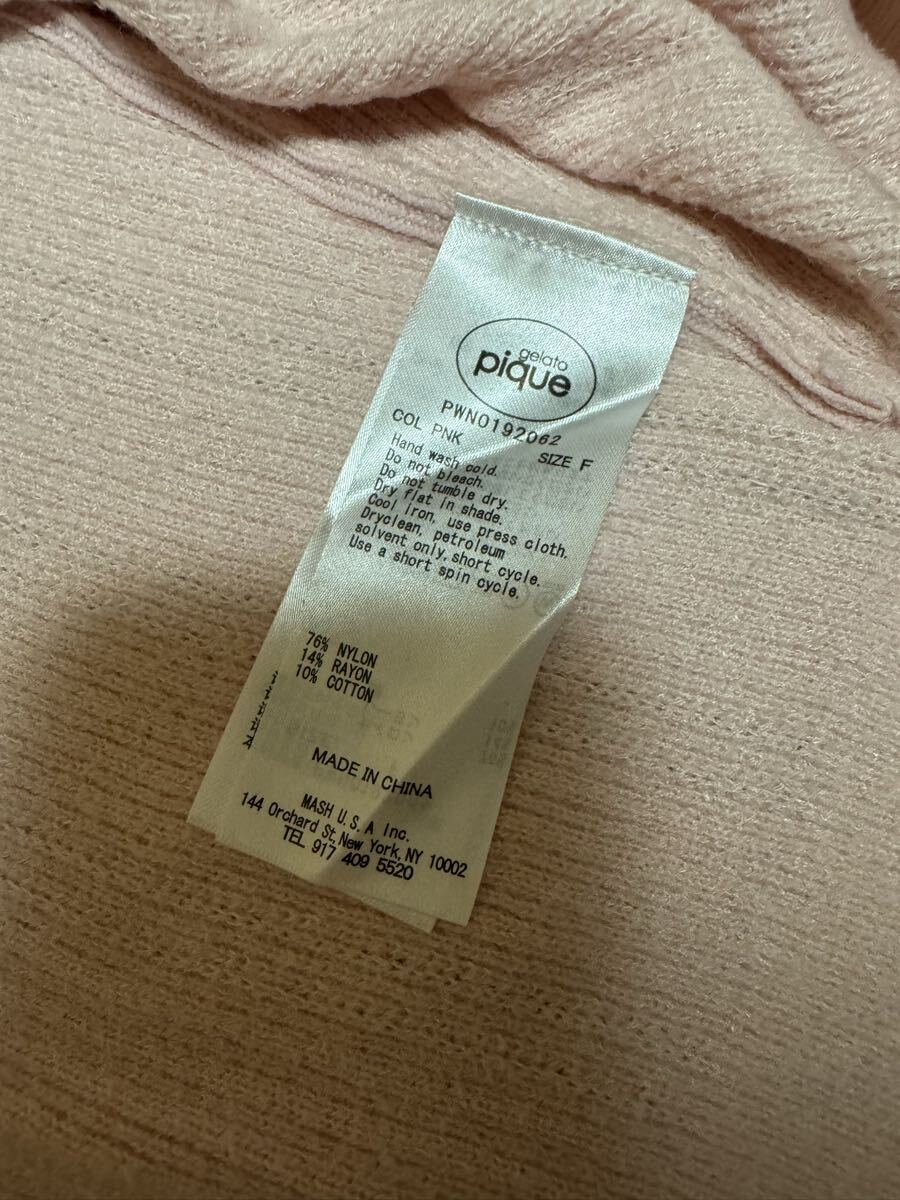 gelato
pique
PWNO192062
COL PNK
SIZE F
Hand wash cold.
Do not bleach.
Do not tumble dry.
Dry flat in shade.
Cool iron, use press cloth.
Dryclean, petroleum
solvent only, short cycle.
Use a short spin cycle.
76% NYLON
14% RAYON
10% COTTON
MADE IN CHINA
MASH U.S.A Inc.
144 Orchard St, New York, NY 10002
TEL 917 409 5520